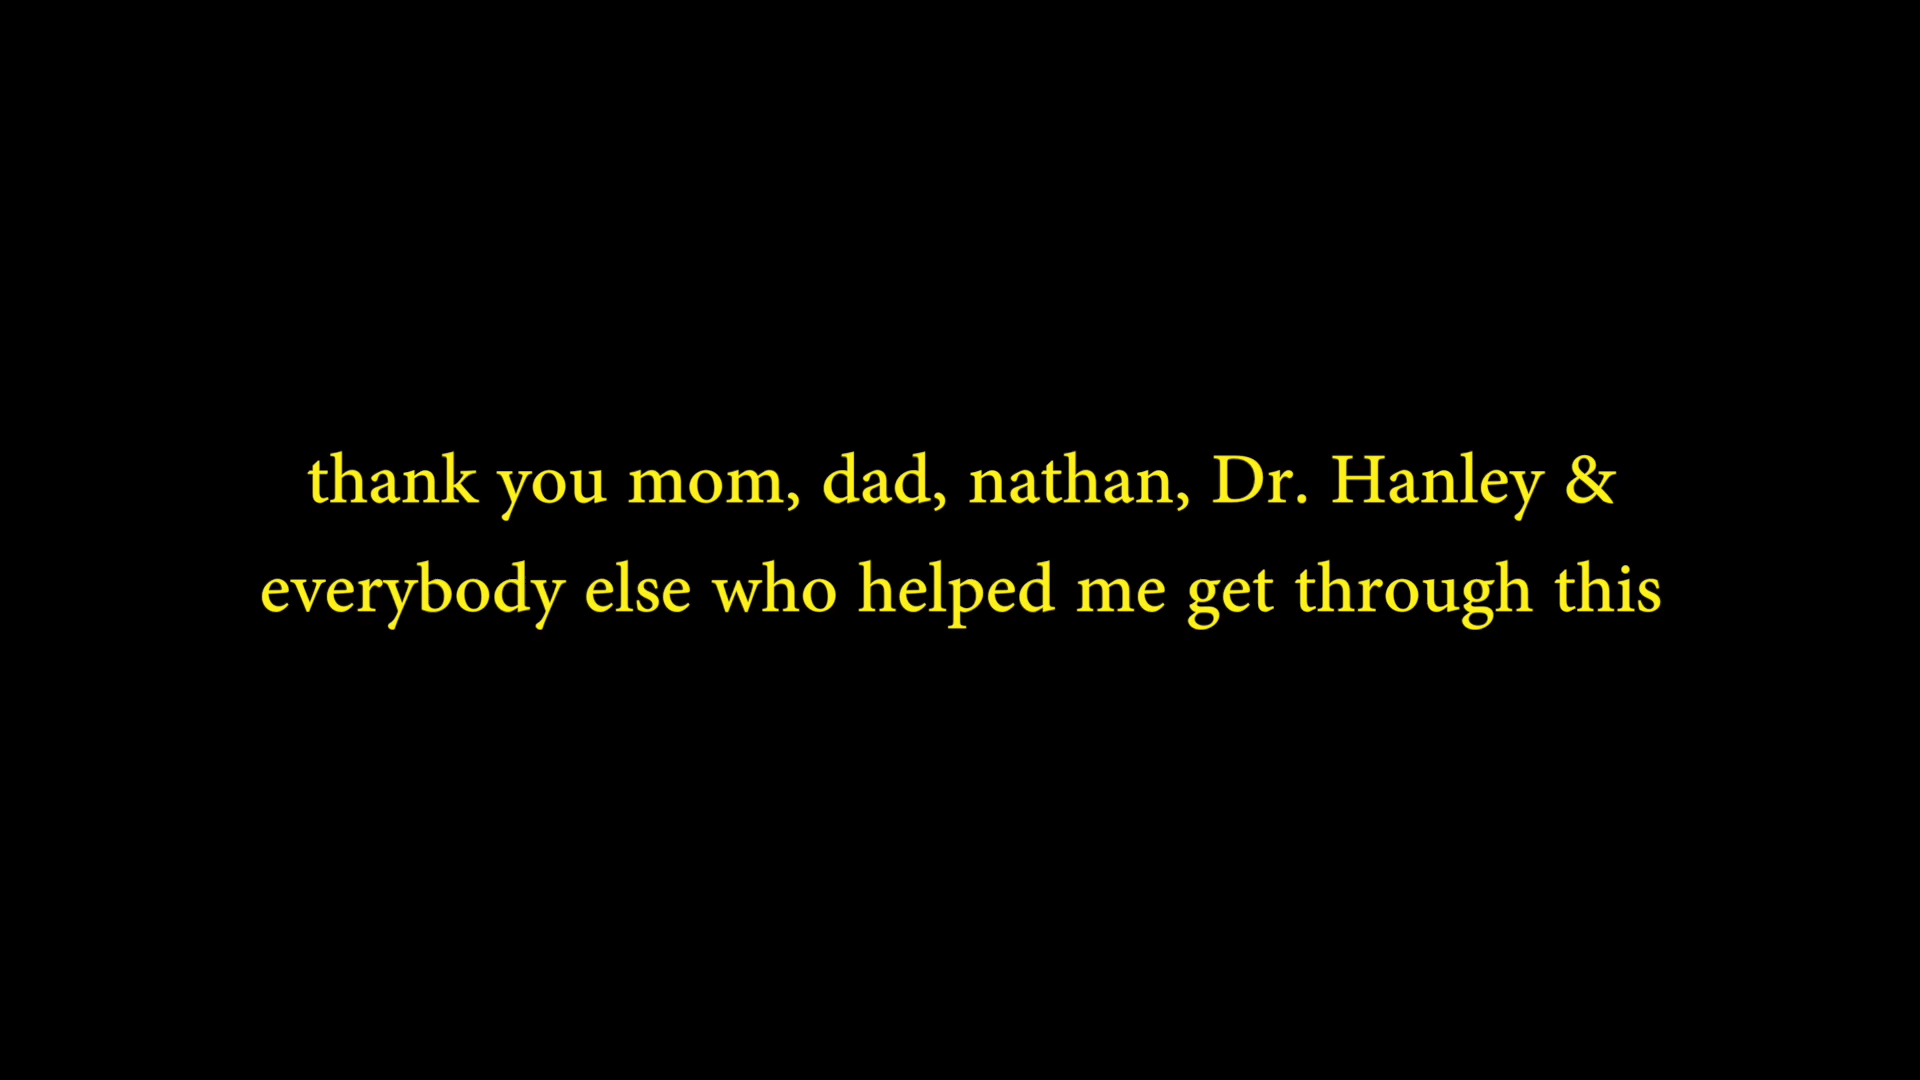 thank you mom, dad, nathan, Dr. Hanley &
everybody else who helped me get through this